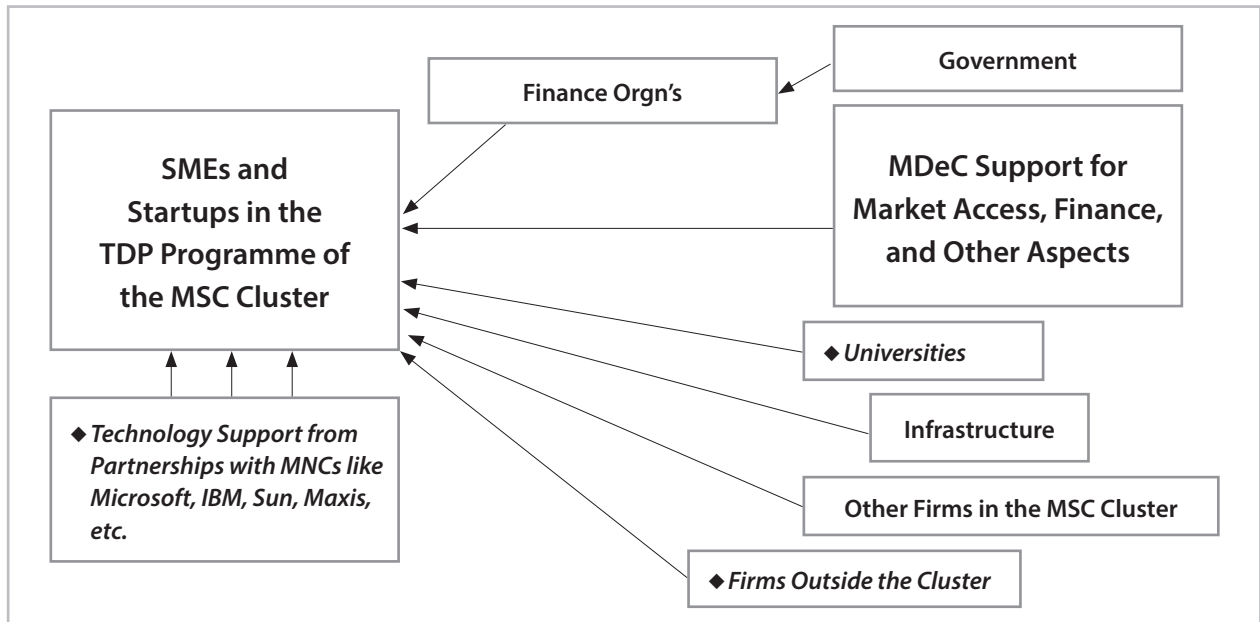 Government
Finance Orgn's
SMEs and
Startups in the
TDP Programme of
the MSC Cluster
MDeC Support for
Market Access, Finance,
and Other Aspects
◆ Universities
◆ Technology Support from
Partnerships with MNCs like
Microsoft, IBM, Sun, Maxis,
etc.
Infrastructure
Other Firms in the MSC Cluster
◆ Firms Outside the Cluster